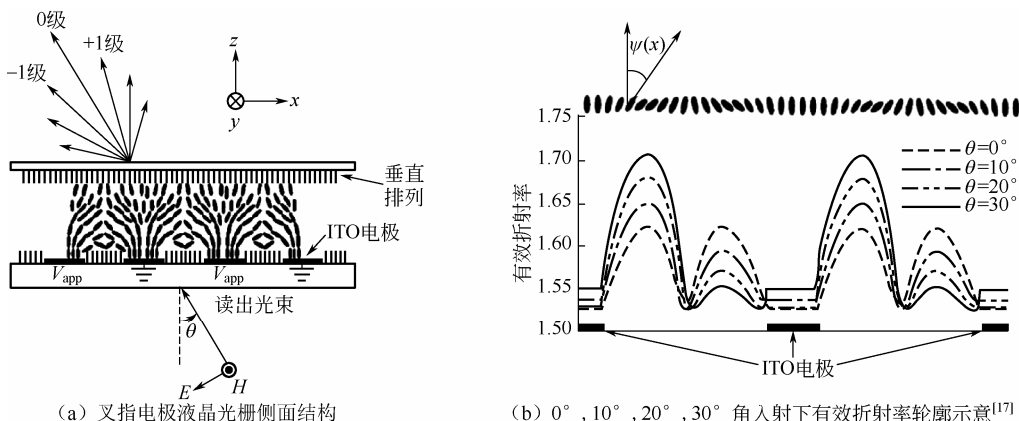 0级
+1级
−1级
z
x
y
垂直
排列
ITO电极
Vapp
Vapp
读出光束
θ
E
H
(a) 叉指电极液晶光栅侧面结构
ψ(x)
1.75
1.70
1.65
1.60
1.55
1.50
有效折射率
θ=0°
θ=10°
θ=20°
θ=30°
ITO电极
(b) 0°,10°,20°,30°角入射下有效折射率轮廓示意[17]